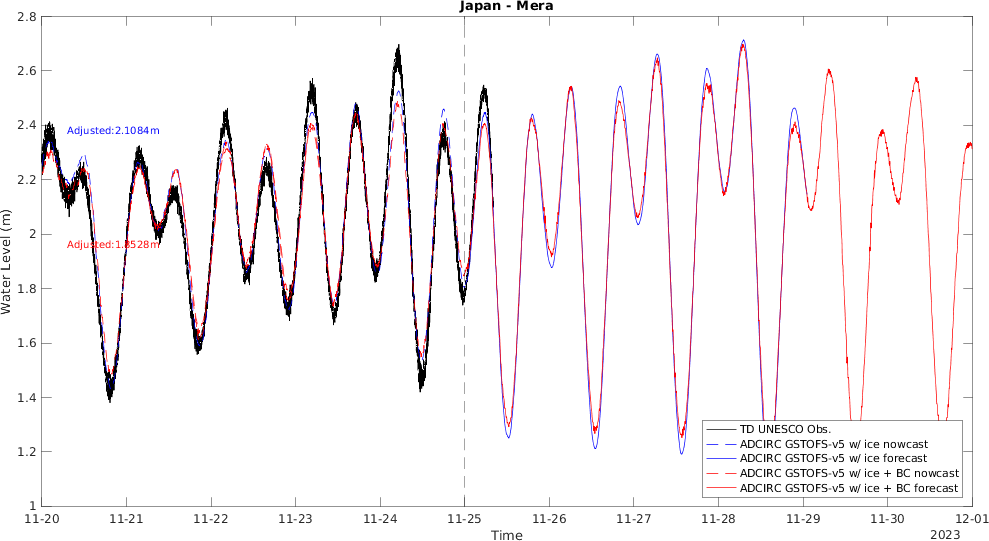 Japan - Mera
2.8
2.6
2.4
2.2
2
1.8
1.6
1.4
1.2
1
Water Level (m)
Adjusted:2.1084m
Adjusted:1.8528m
TD UNESCO Obs.
ADCIRC GSTOFS-v5 w/ ice nowcast
ADCIRC GSTOFS-v5 w/ ice forecast
ADCIRC GSTOFS-v5 w/ ice + BC nowcast
ADCIRC GSTOFS-v5 w/ ice + BC forecast
11-20 11-21 11-22 11-23 11-24 11-25 11-26 11-27 11-28 11-29 11-30 12-01
Time
2023